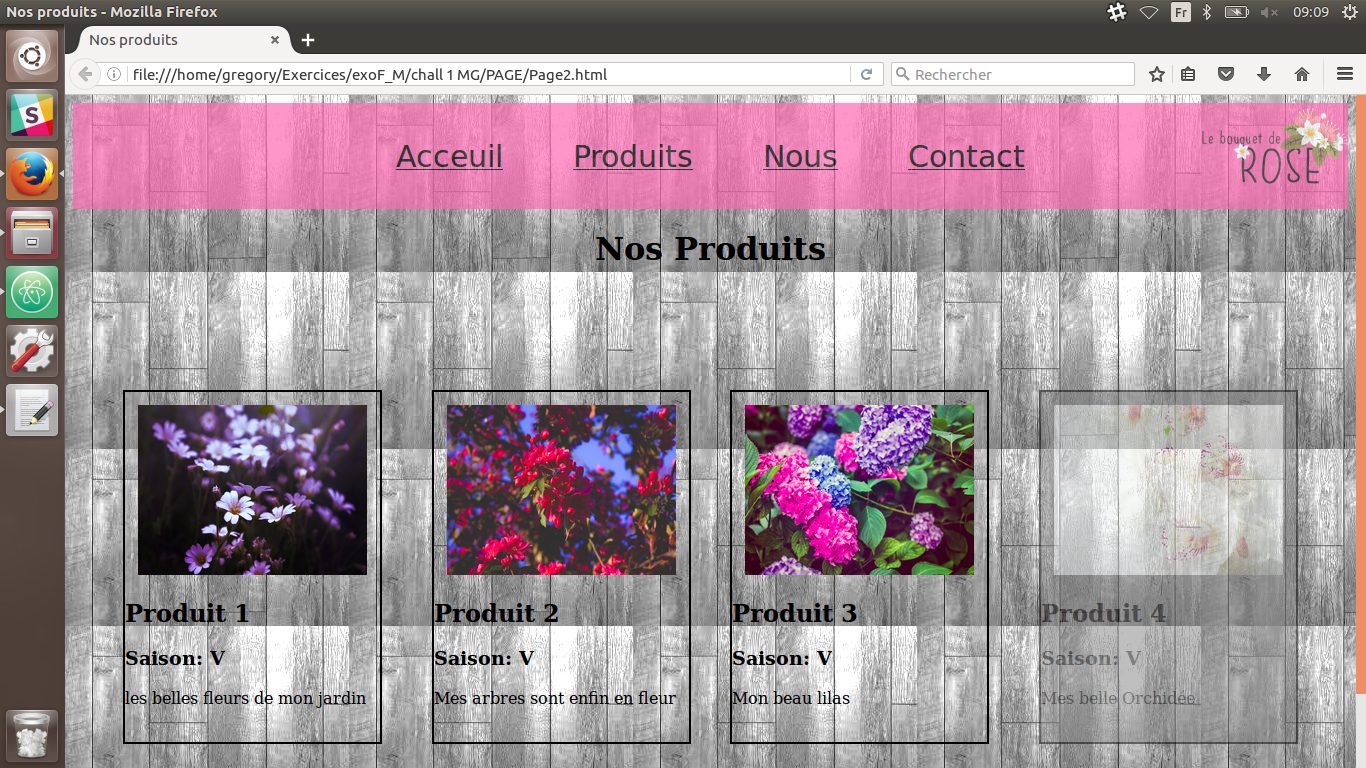 Nos produits - Mozilla Firefox
Fr
09:09
Nos produits
file:///home/gregory/Exercices/exoF_M/chall 1 MG/PAGE/Page2.html
Rechercher
Acceuil Produits Nous Contact
Le bouquet de
ROSE
Nos Produits
Produit 1
Saison: V
les belles fleurs de mon jardin
Produit 2
Saison: V
Mes arbres sont enfin en fleur
Produit 3
Saison: V
Mon beau lilas
Produit 4
Saison: V
Mes belle Orchidée